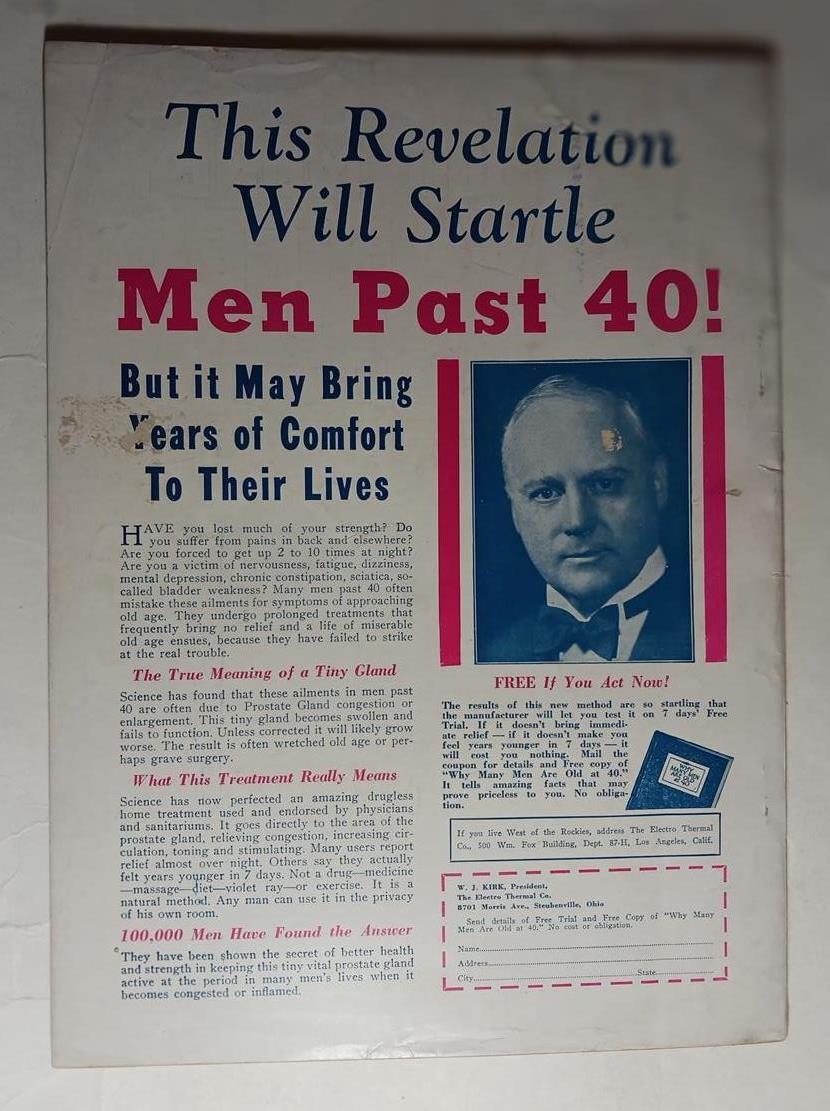 This Revelation
Will Startle
Men Past 40!
But it May Bring
Years of Comfort
To Their Lives
HAVE you lost much of your strength? Do
you suffer from pains in back and elsewhere?
Are you forced to get up 2 to 10 times at night?
Are you a victim of nervousness, fatigue, dizziness,
mental depression, chronic constipation, sciatica, so-
called bladder weakness? Many men past 40 often
mistake these ailments for symptoms of approaching
old age. They undergo prolonged treatments that
frequently bring no relief and a life of miserable
old age ensues, because they have failed to strike
at the real trouble.
The True Meaning of a Tiny Gland
Science has found that these ailments in men past
40 are often due to Prostate Gland congestion or
enlargement. This tiny gland becomes swollen and
fails to function. Unless corrected it will likely grow
worse. The result is often wretched old age or per-
haps grave surgery.
What This Treatment Really Means
Science has now perfected an amazing drugless
home treatment used and endorsed by physicians
and sanitariums. It goes directly to the area of the
prostate gland, relieving congestion, increasing cir-
culation, toning and stimulating. Many users report
relief almost over night. Others say they actually
felt years younger in 7 days. Not a drug—medicine
—massage—diet—violet ray—or exercise. It is a
natural method. Any man can use it in the privacy
of his own room.
100,000 Men Have Found the Answer
They have been shown the secret of better health
and strength in keeping this tiny vital prostate gland
active at the period in many men's lives when it
becomes congested or inflamed.
FREE If You Act Now!
The results of this new method are so startling that
the manufacturer will let you test it on 7 days' Free
Trial. If it doesn't bring immedi-
ate relief—if it doesn't make you
feel years younger in 7 days—it
will cost you nothing. Mail the
coupon for details and Free copy of
"Why Many Men Are Old at 40."
It tells amazing facts that may
prove priceless to you. No obliga-
tion.
WHY
MANY MEN
ARE OLD
AT 40
If you live West of the Rockies, address The Electro Thermal
Co., 500 Wm. Fox Building, Dept. 87-H, Los Angeles, Calif.
W. J. KIRK, President,
The Electro Thermal Co.
8701 Morris Ave., Steubenville, Ohio
Send details of Free Trial and Free Copy of "Why Many
Men Are Old at 40." No cost or obligation.
Name
Address
City State